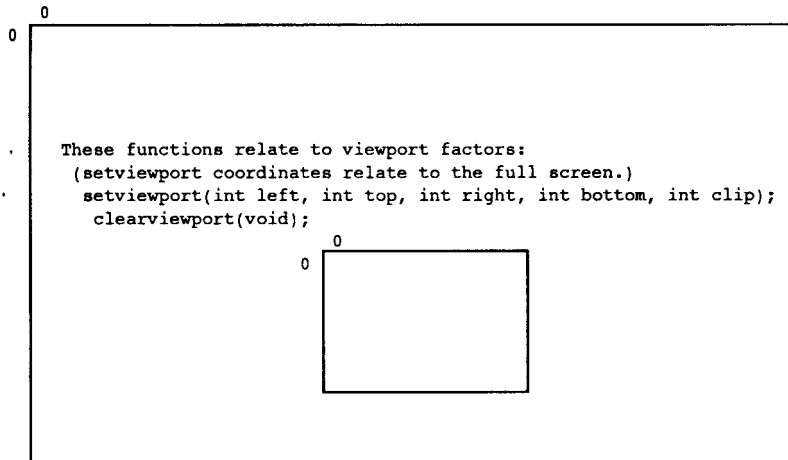 0
0
These functions relate to viewport factors:
(setviewport coordinates relate to the full screen.)
setviewport(int left, int top, int right, int bottom, int clip);
clearviewport(void);
0
0